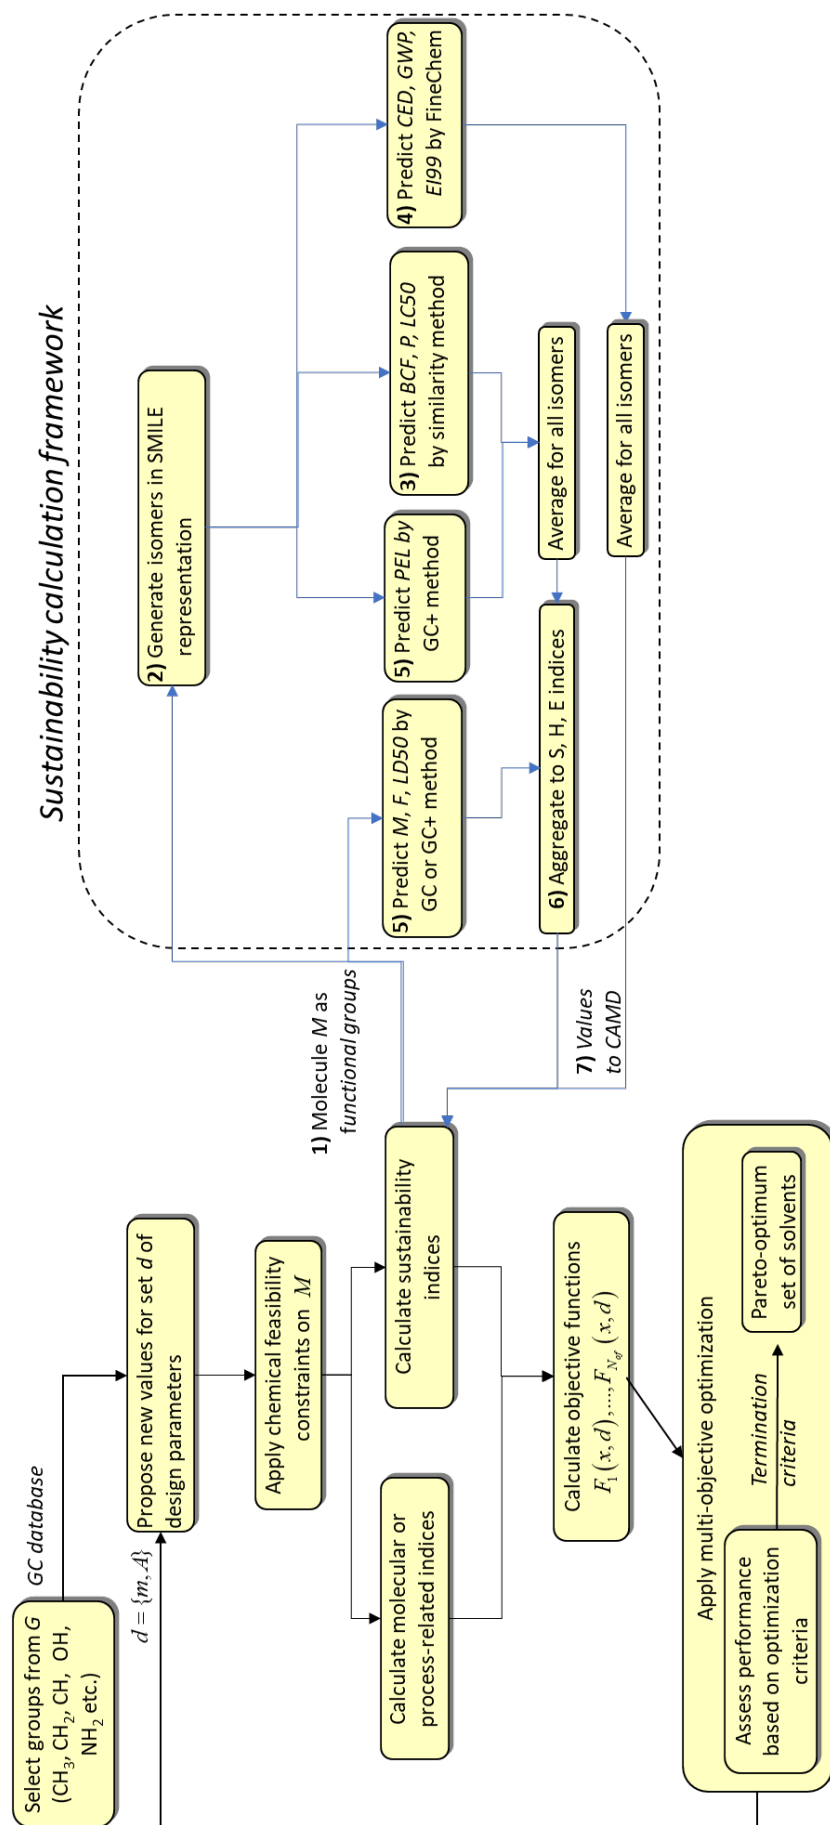 Sustainability calculation framework
Select groups from G
(CH3, CH2, CH, OH,
NH2 etc.)
GC database
d = {m, A}
Propose new values for set d of
design parameters
Apply chemical feasibility
constraints on M
Calculate molecular or
process-related indices
Calculate sustainability
indices
Calculate objective functions
F1(x,d),...,FNof(x,d)
Apply multi-objective optimization
Assess performance
based on optimization
criteria
Termination
criteria
Pareto-optimum
set of solvents
1) Molecule M as
functional groups
2) Generate isomers in SMILE
representation
5) Predict M, F, LD50 by
GC or GC+ method
5) Predict PEL by
GC+ method
3) Predict BCF, P, LC50
by similarity method
4) Predict CED, GWP,
EI99 by FineChem
6) Aggregate to S, H, E indices
Average for all isomers
Average for all isomers
7) Values
to CAMD